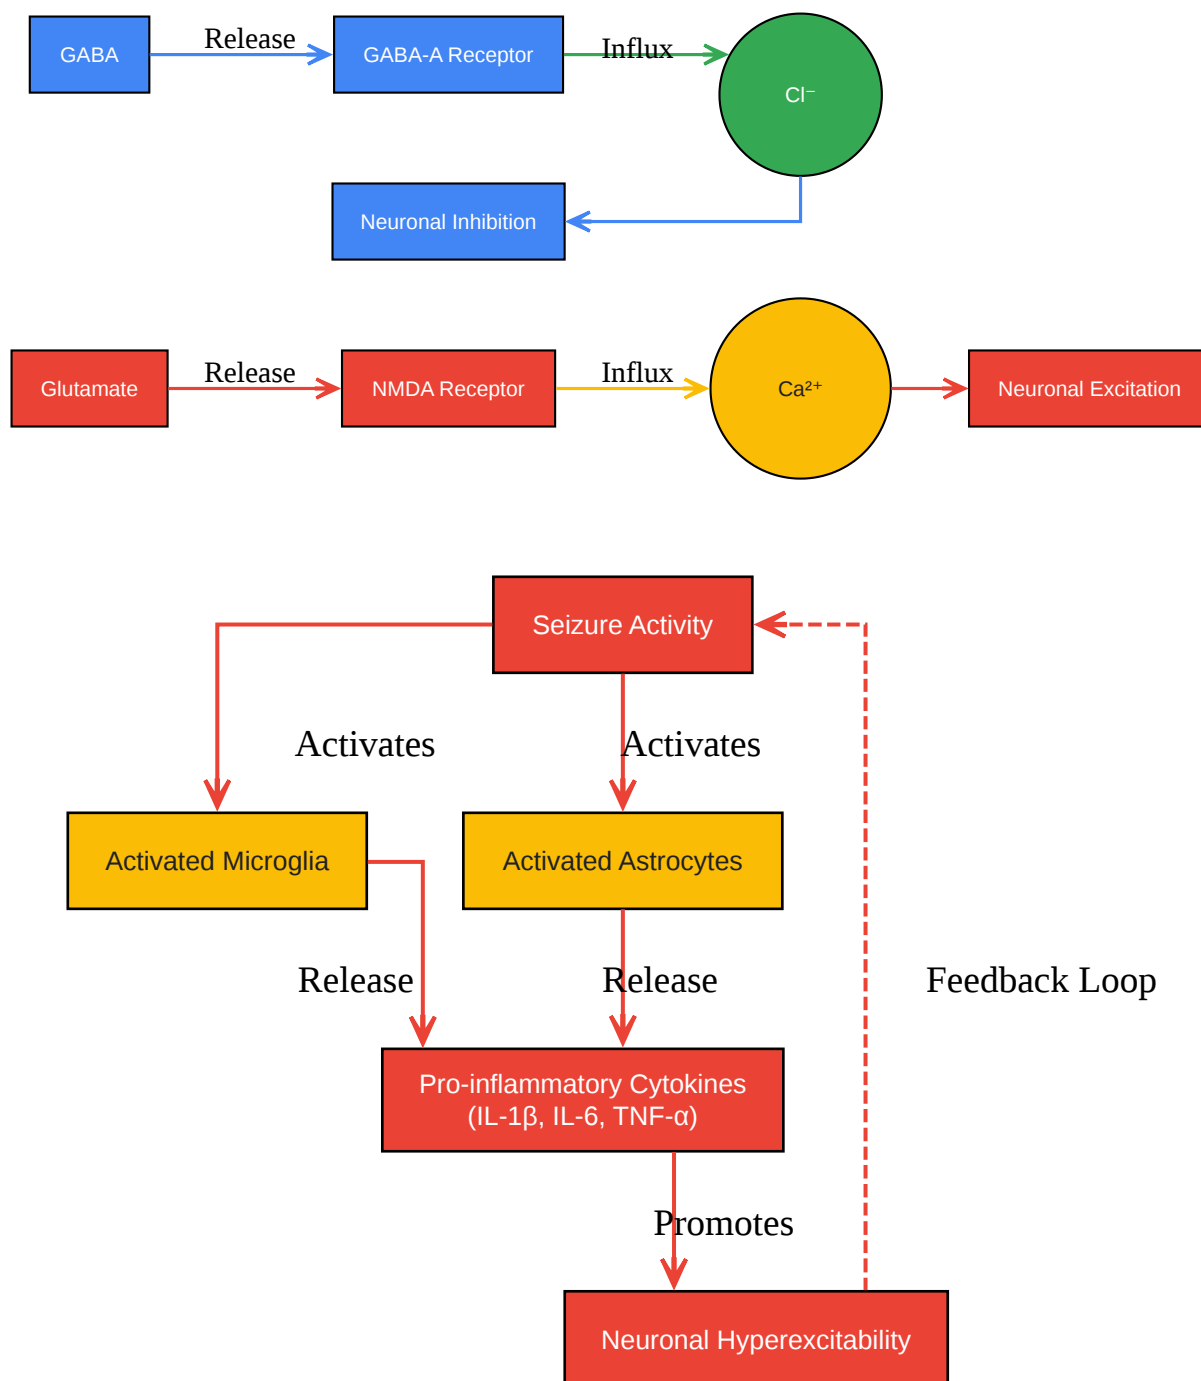 GABA
Release
GABA-A Receptor
Influx
Cl⁻
Neuronal Inhibition
Glutamate
Release
NMDA Receptor
Influx
Ca²⁺
Neuronal Excitation
Seizure Activity
Activates
Activates
Activated Microglia
Activated Astrocytes
Release
Release
Feedback Loop
Pro-inflammatory Cytokines
(IL-1β, IL-6, TNF-α)
Promotes
Neuronal Hyperexcitability